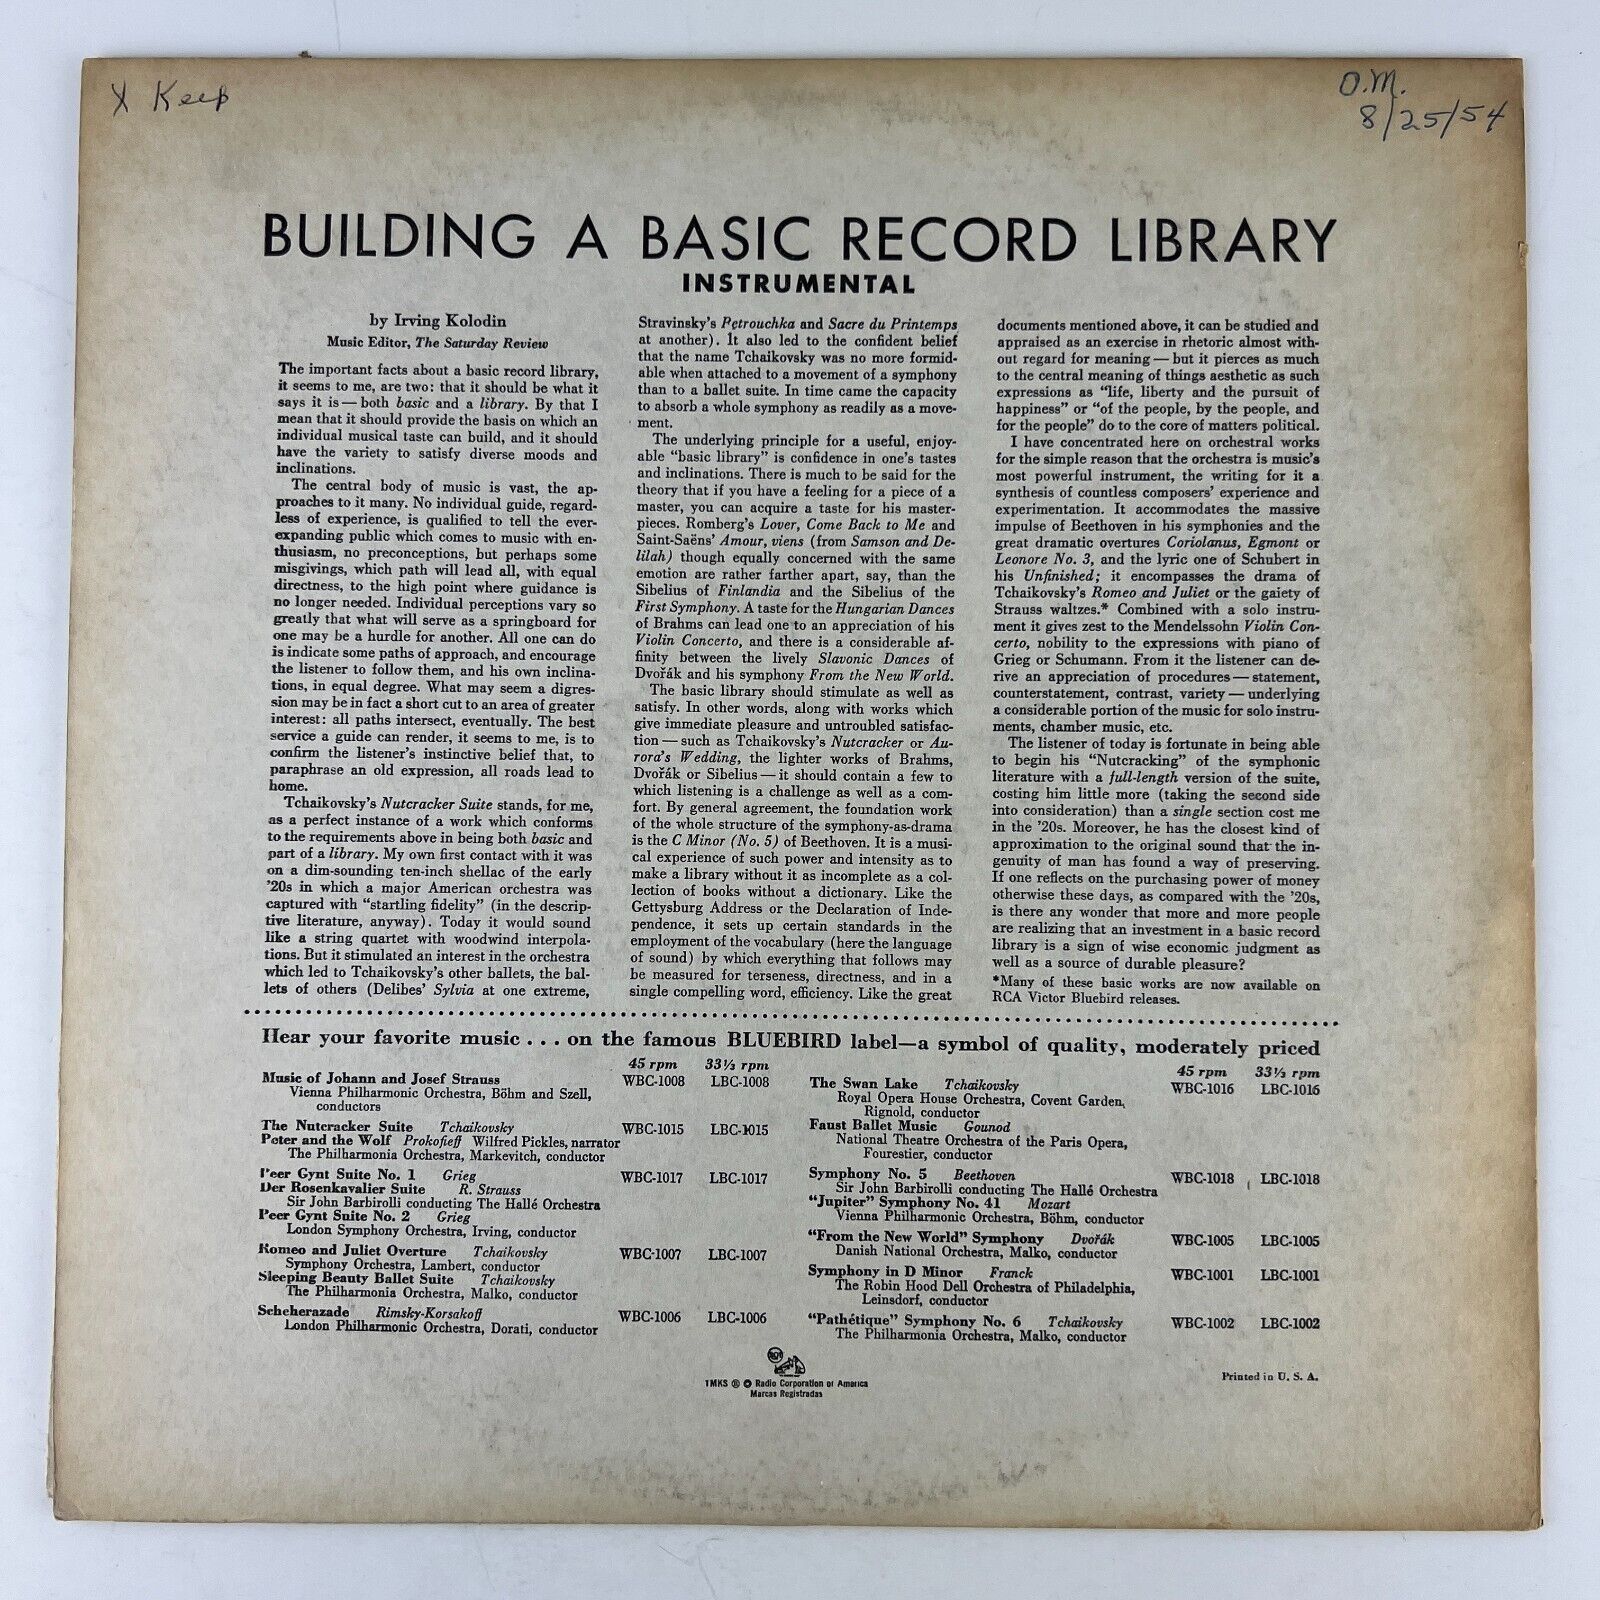 X Keep
O.M.
8/25/54
BUILDING A BASIC RECORD LIBRARY
INSTRUMENTAL
by Irving Kolodin
Music Editor, The Saturday Review
The important facts about a basic record library,
it seems to me, are two: that it should be what it
says it is — both basic and a library. By that I
mean that it should provide the basis on which an
individual musical taste can build, and it should
have the variety to satisfy diverse moods and
inclinations.
The central body of music is vast, the ap-
proaches to it many. No individual guide, regard-
less of experience, is qualified to tell the ever-
expanding public which comes to music with en-
thusiasm, no preconceptions, but perhaps some
misgivings, which path will lead all, with equal
directness, to the high point where guidance is
no longer needed. Individual perceptions vary so
greatly that what will serve as a springboard for
one may be a hurdle for another. All one can do
is indicate some paths of approach, and encourage
the listener to follow them, and his own inclina-
tions, in equal degree. What may seem a digres-
sion may be in fact a short cut to an area of greater
interest: all paths intersect, eventually. The best
service a guide can render, it seems to me, is to
confirm the listener's instinctive belief that, to
paraphrase an old expression, all roads lead to
home.
Tchaikovsky's Nutcracker Suite stands, for me,
as a perfect instance of a work which conforms
to the requirements above in being both basic and
part of a library. My own first contact with it was
on a dim-sounding ten-inch shellac of the early
'20s in which a major American orchestra was
captured with "startling fidelity" (in the descrip-
tive literature, anyway). Today it would sound
like a string quartet with woodwind interpola-
tions. But it stimulated an interest in the orchestra
which led to Tchaikovsky's other ballets, the bal-
lets of others (Delibes' Sylvia at one extreme,
Stravinsky's Petrouchka and Sacre du Printemps
at another). It also led to the confident belief
that the name Tchaikovsky was no more formid-
able when attached to a movement of a symphony
than to a ballet suite. In time came the capacity
to absorb a whole symphony as readily as a move-
ment.
The underlying principle for a useful, enjoy-
able "basic library" is confidence in one's tastes
and inclinations. There is much to be said for the
theory that if you have a feeling for a piece of a
master, you can acquire a taste for his master-
pieces. Romberg's Lover, Come Back to Me and
Saint-Saëns' Amour, viens (from Samson and De-
lilah) though equally concerned with the same
emotion are rather farther apart, say, than the
Sibelius of Finlandia and the Sibelius of the
First Symphony. A taste for the Hungarian Dances
of Brahms can lead one to an appreciation of his
Violin Concerto, and there is a considerable af-
finity between the lively Slavonic Dances of
Dvořák and his symphony From the New World.
The basic library should stimulate as well as
satisfy. In other words, along with works which
give immediate pleasure and untroubled satisfac-
tion — such as Tchaikovsky's Nutcracker or Au-
rora's Wedding, the lighter works of Brahms,
Dvořák or Sibelius — it should contain a few to
which listening is a challenge as well as a com-
fort. By general agreement, the foundation work
of the whole structure of the symphony-as-drama
is the C Minor (No. 5) of Beethoven. It is a musi-
cal experience of such power and intensity as to
make a library without it as incomplete as a col-
lection of books without a dictionary. Like the
Gettysburg Address or the Declaration of Inde-
pendence, it sets up certain standards in the
employment of the vocabulary (here the language
of sound) by which everything that follows may
be measured for terseness, directness, and in a
single compelling word, efficiency. Like the great
documents mentioned above, it can be studied and
appraised as an exercise in rhetoric almost with-
out regard for meaning — but it pierces as much
to the central meaning of things aesthetic as such
expressions as "life, liberty and the pursuit of
happiness" or "of the people, by the people, and
for the people" do to the core of matters political.
I have concentrated here on orchestral works
for the simple reason that the orchestra is music's
most powerful instrument, the writing for it a
synthesis of countless composers' experience and
experimentation. It accommodates the massive
impulse of Beethoven in his symphonies and the
great dramatic overtures Coriolanus, Egmont or
Leonore No. 3, and the lyric one of Schubert in
his Unfinished; it encompasses the drama of
Tchaikovsky's Romeo and Juliet or the gaiety of
Strauss waltzes.* Combined with a solo instru-
ment it gives zest to the Mendelssohn Violin Con-
certo, nobility to the expressions with piano of
Grieg or Schumann. From it the listener can de-
rive an appreciation of procedures — statement,
counterstatement, contrast, variety — underlying
a considerable portion of the music for solo instru-
ments, chamber music, etc.
The listener of today is fortunate in being able
to begin his "Nutcracking" of the symphonic
literature with a full-length version of the suite,
costing him little more (taking the second side
into consideration) than a single section cost me
in the '20s. Moreover, he has the closest kind of
approximation to the original sound that the in-
genuity of man has found a way of preserving.
If one reflects on the purchasing power of money
otherwise these days, as compared with the '20s,
is there any wonder that more and more people
are realizing that an investment in a basic record
library is a sign of wise economic judgment as
well as a source of durable pleasure?
*Many of these basic works are now available on
RCA Victor Bluebird releases.
Hear your favorite music . . . on the famous BLUEBIRD label—a symbol of quality, moderately priced
45 rpm 33⅓ rpm
Music of Johann and Josef Strauss WBC-1008 LBC-1008
Vienna Philharmonic Orchestra, Böhm and Szell,
conductors
The Nutcracker Suite Tchaikovsky WBC-1015 LBC-1015
Peter and the Wolf Prokofieff Wilfred Pickles, narrator
The Philharmonia Orchestra, Markevitch, conductor
Peer Gynt Suite No. 1 Grieg WBC-1017 LBC-1017
Der Rosenkavalier Suite R. Strauss
Sir John Barbirolli conducting The Hallé Orchestra
Peer Gynt Suite No. 2 Grieg
London Symphony Orchestra, Irving, conductor
Romeo and Juliet Overture Tchaikovsky WBC-1007 LBC-1007
Symphony Orchestra, Lambert, conductor
Sleeping Beauty Ballet Suite Tchaikovsky
The Philharmonia Orchestra, Malko, conductor
Scheherazade Rimsky-Korsakoff WBC-1006 LBC-1006
London Philharmonic Orchestra, Dorati, conductor
45 rpm 33⅓ rpm
The Swan Lake Tchaikovsky WBC-1016 LBC-1016
Royal Opera House Orchestra, Covent Garden,
Rignold, conductor
Faust Ballet Music Gounod
National Theatre Orchestra of the Paris Opera,
Fourestier, conductor
Symphony No. 5 Beethoven WBC-1018 LBC-1018
Sir John Barbirolli conducting The Hallé Orchestra
"Jupiter" Symphony No. 41 Mozart
Vienna Philharmonic Orchestra, Böhm, conductor
"From the New World" Symphony Dvořák WBC-1005 LBC-1005
Danish National Orchestra, Malko, conductor
Symphony in D Minor Franck WBC-1001 LBC-1001
The Robin Hood Dell Orchestra of Philadelphia,
Leinsdorf, conductor
"Pathétique" Symphony No. 6 Tchaikovsky WBC-1002 LBC-1002
The Philharmonia Orchestra, Malko, conductor
TMKS ® © Radio Corporation of America
Marcas Registradas
Printed in U. S. A.